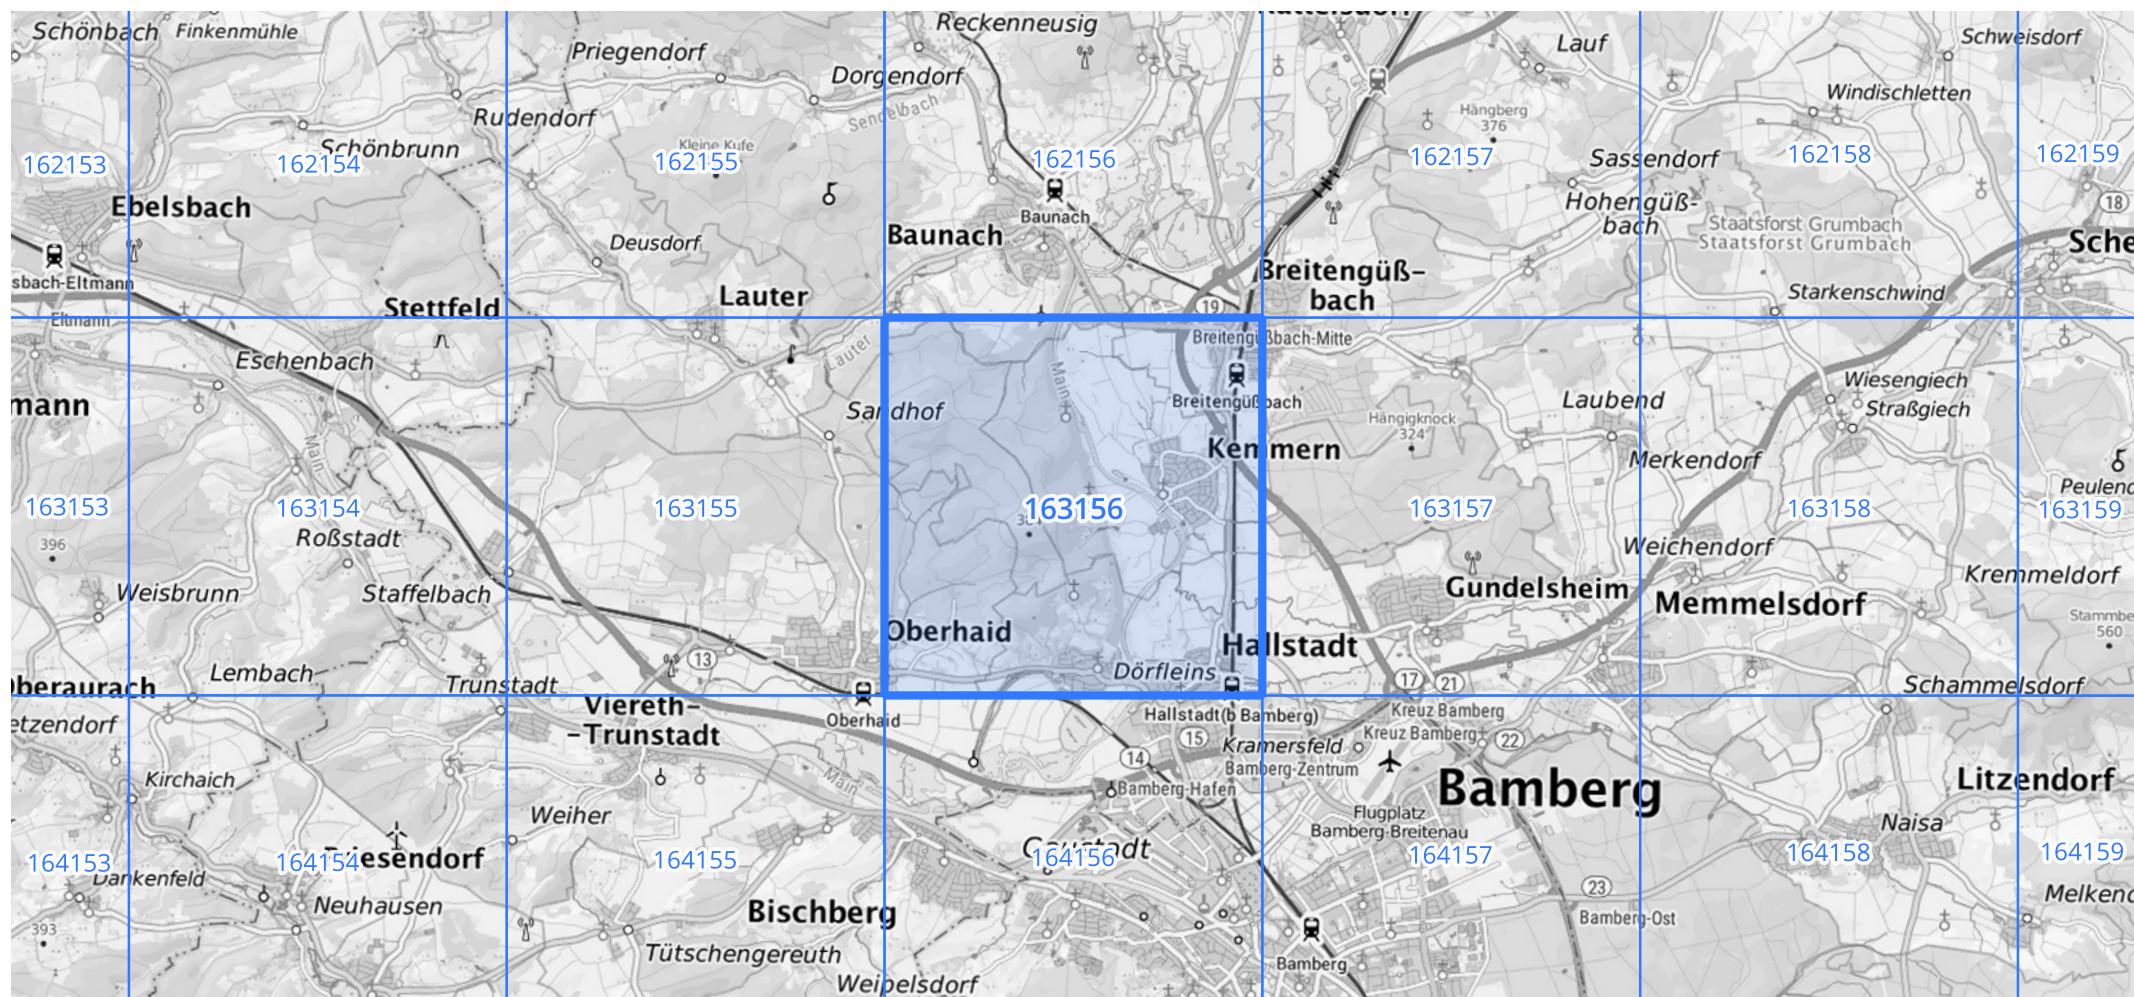 Schönbach
Finkenmühle
Priegendorf
Dorgendorf
Reckenneusig
Lauf
Schweisdorf
Windischletten
Rudendorf
Schönbrunn
Sendelbach
Kleine Kufe
Hängberg
376
162153
162154
162155
162156
162157
162158
162159
Sassendorf
Hohengüß-
bach
Staatsforst Grumbach
Staatsforst Grumbach
18
Ebelsbach
Baunach
Baunach
Deusdorf
Sche
sbach-Eltmann
Eltmann
Stettfeld
Lauter
19
Breitengüß-
bach
Starkenschwind
Breitengüßbach-Mitte
Eschenbach
Lauter
Main
mann
Sandhof
Breitengüßbach
Hängigknock
324
Laubend
Wiesengiech
Straßgiech
Kemmern
Merkendorf
Main
Peulend
163153
163154
163155
163156
163157
163158
163159
396
Roßstadt
Weichendorf
Weisbrunn
Staffelbach
Gundelsheim
Memmelsdorf
Kremmeldorf
Stammbe
560
Oberhaid
Hallstadt
13
Lembach
Trunstadt
Dörfleins
17
21
Schammelsdorf
Oberaurach
etzendorf
Viereth-
-Trunstadt
Oberhaid
Hallstadt(b Bamberg)
Kreuz Bamberg
Kreuz Bamberg
22
15
14
Kramersfeld
Bamberg-Zentrum
Bamberg-Hafen
Main
Kirchaich
Bamberg
Litzendorf
Weiher
Flugplatz
Bamberg-Breitenau
Naisa
Priesendorf
Gaustadt
164153
164154
164155
164156
164157
164158
164159
Dankenfeld
Neuhausen
Bischberg
23
Bamberg-Ost
Melkend
393
Tütschengereuth
Weipelsdorf
Bamberg